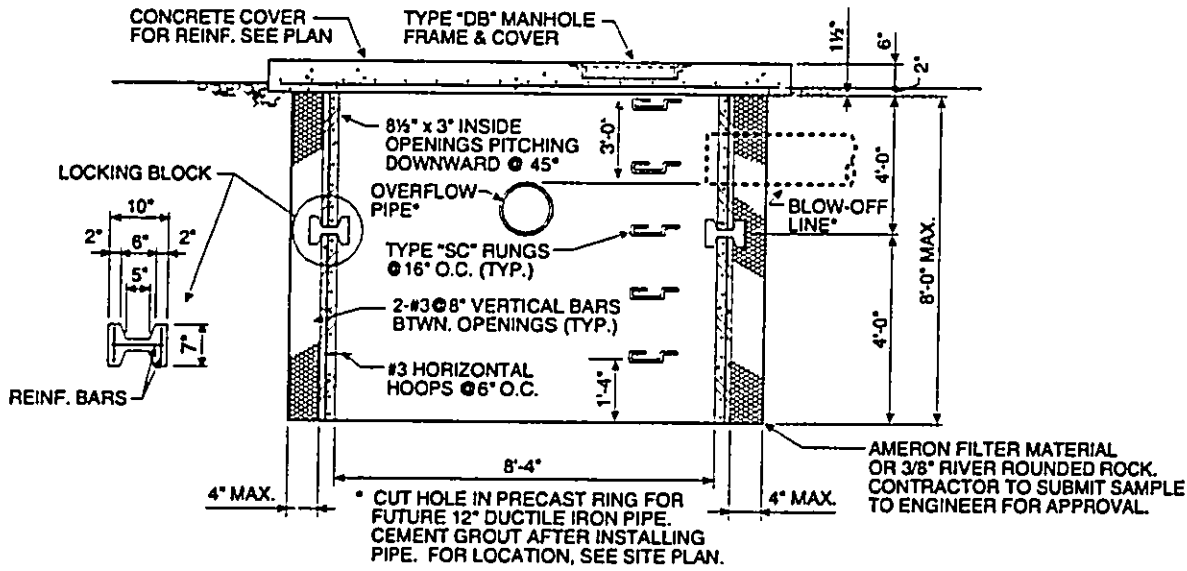 CONCRETE COVER
FOR REINF. SEE PLAN
TYPE "DB" MANHOLE
FRAME & COVER
1½"
6"
2"
8½" x 3" INSIDE
OPENINGS PITCHING
DOWNWARD @ 45°
3'-0"
4'-0"
LOCKING BLOCK
10"
2"
6"
2"
5"
7"
REINF. BARS
OVERFLOW
PIPE*
BLOW-OFF
LINE*
TYPE "SC" RUNGS
@ 16" O.C. (TYP.)
8'-0" MAX.
2-#3 @ 8" VERTICAL BARS
BTWN. OPENINGS (TYP.)
4'-0"
#3 HORIZONTAL
HOOPS @ 6" O.C.
1'-4"
8'-4"
4" MAX.
4" MAX.
AMERON FILTER MATERIAL
OR 3/8" RIVER ROUNDED ROCK.
CONTRACTOR TO SUBMIT SAMPLE
TO ENGINEER FOR APPROVAL.
* CUT HOLE IN PRECAST RING FOR
FUTURE 12" DUCTILE IRON PIPE.
CEMENT GROUT AFTER INSTALLING
PIPE. FOR LOCATION, SEE SITE PLAN.